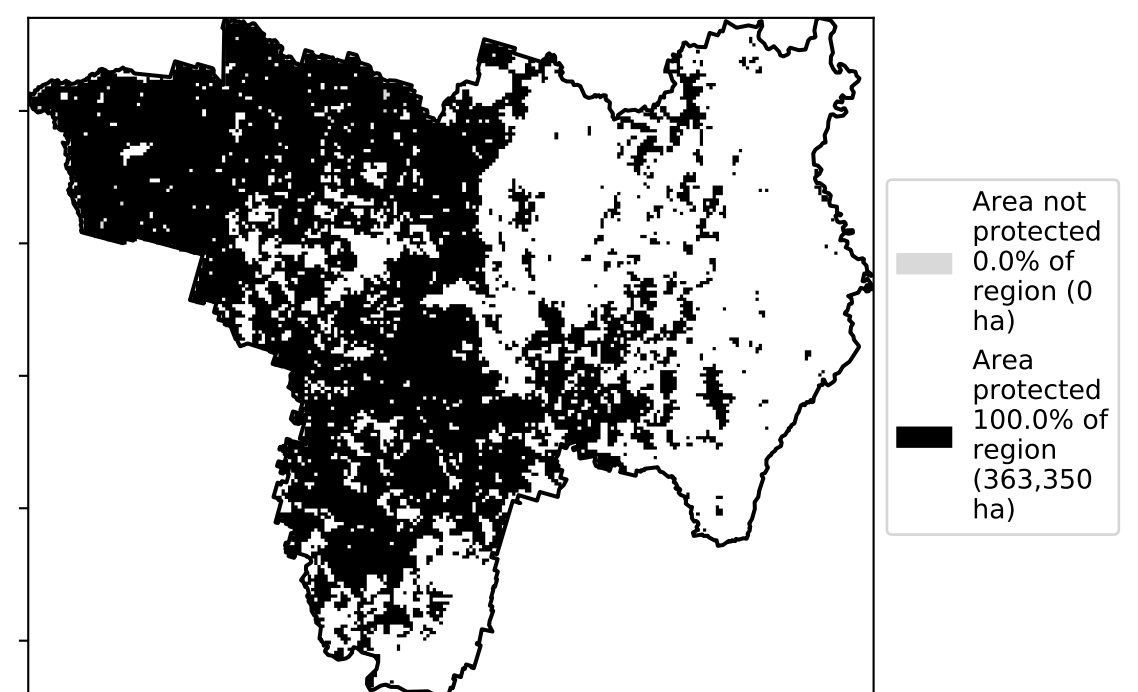 Area not
protected
0.0% of
region (0
ha)
Area
protected
100.0% of
region
(363,350
ha)